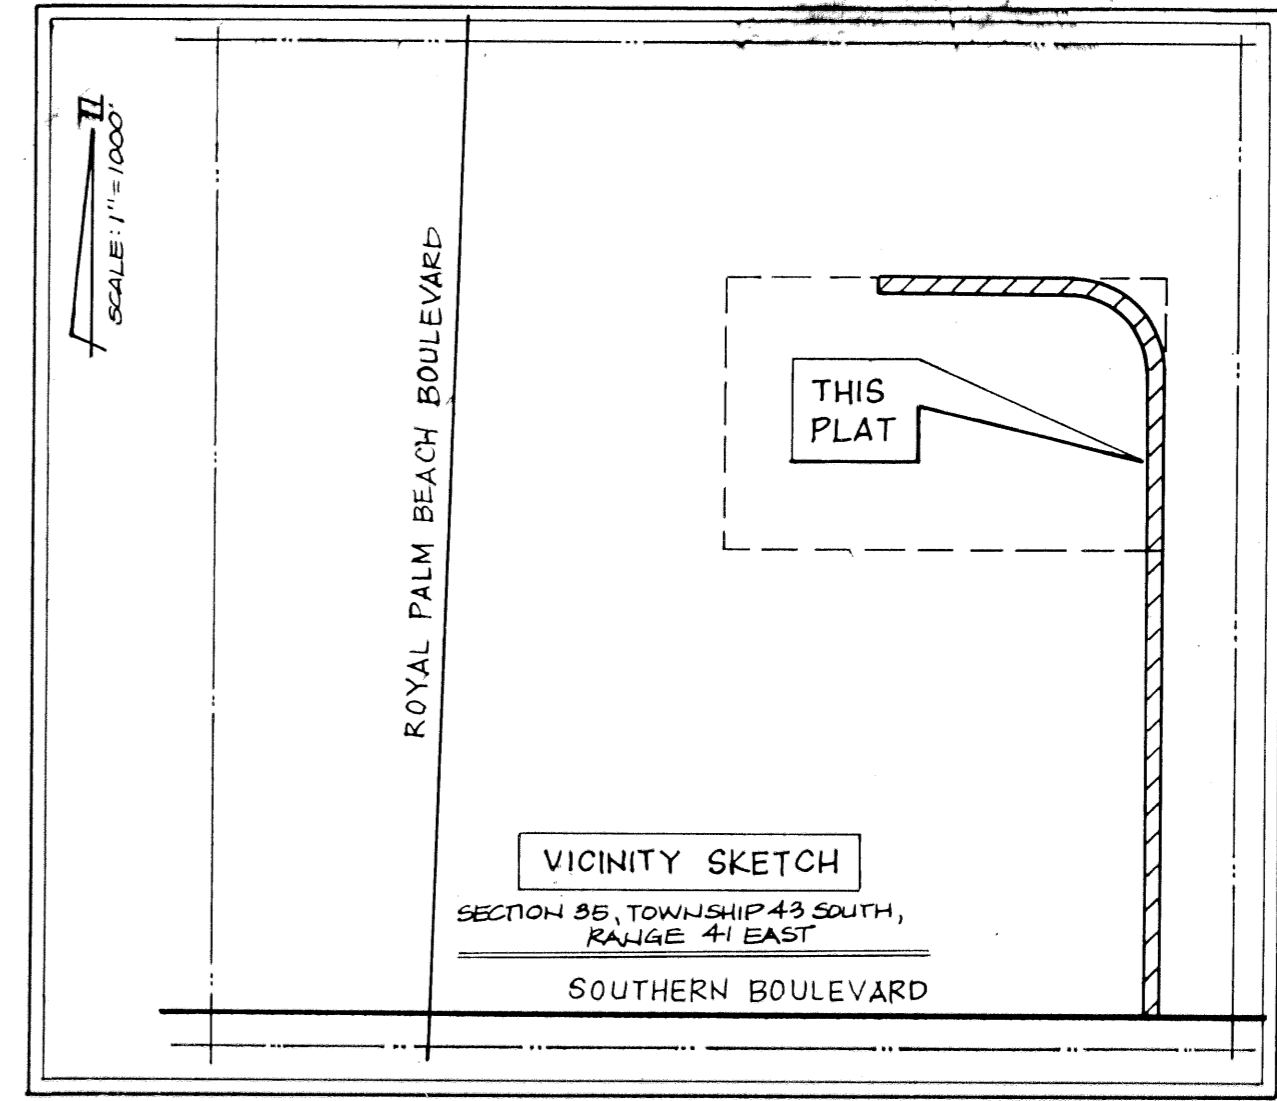 SCALE: 1" = 1000'
ROYAL PALM BEACH BOULEVARD
THIS
PLAT
VICINITY SKETCH
SECTION 35, TOWNSHIP 43 SOUTH,
RANGE 41 EAST
SOUTHERN BOULEVARD